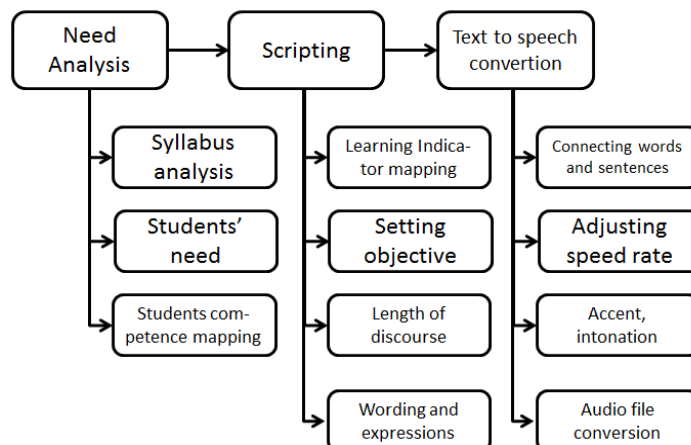 Need
Analysis
Scripting
Text to speech
convertion
Syllabus
analysis
Students'
need
Students com-
petence mapping
Learning Indica-
tor mapping
Setting
objective
Length of
discourse
Wording and
expressions
Connecting words
and sentences
Adjusting
speed rate
Accent,
intonation
Audio file
conversion